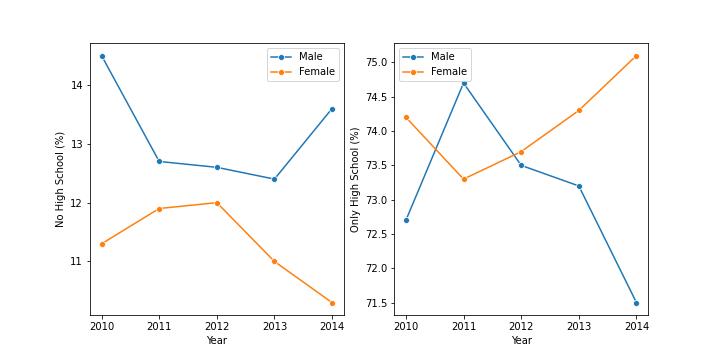 No High School (%)
14
13
12
11
Male
Female
2010 2011 2012 2013 2014
Year
Only High School (%)
75.0
74.5
74.0
73.5
73.0
72.5
72.0
71.5
Male
Female
2010 2011 2012 2013 2014
Year